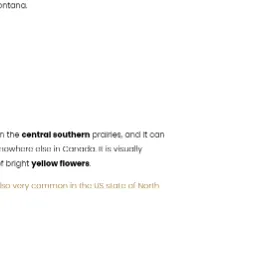 ontana.
n the central southern prairies, and it can
nowhere else in Canada. It is visually
f bright yellow flowers.
lso very common in the US state of North